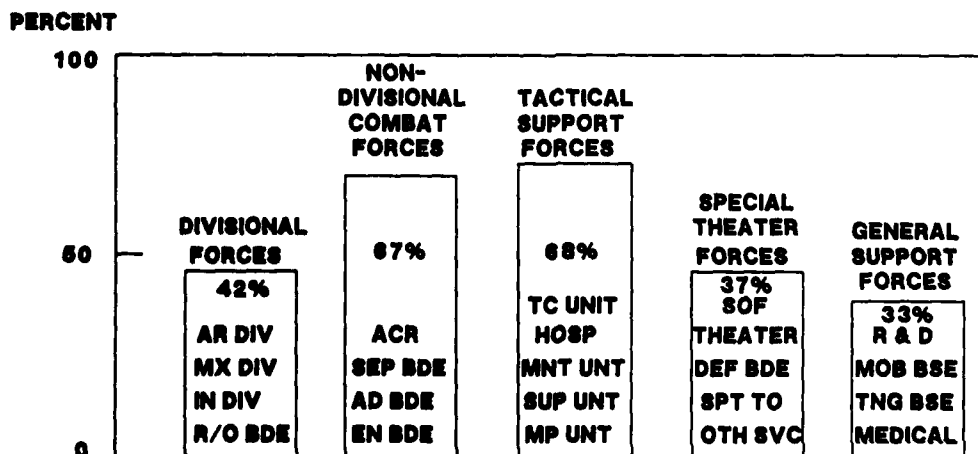 PERCENT
100
50
0
DIVISIONAL
FORCES
42%
AR DIV
MX DIV
IN DIV
R/O BDE
NON-
DIVISIONAL
COMBAT
FORCES
67%
ACR
SEP BDE
AD BDE
EN BDE
TACTICAL
SUPPORT
FORCES
68%
TC UNIT
HOSP
MNT UNT
SUP UNT
MP UNT
SPECIAL
THEATER
FORCES
37%
SOF
THEATER
DEF BDE
SPT TO
OTH SVC
GENERAL
SUPPORT
FORCES
33%
R & D
MOB BSE
TNG BSE
MEDICAL